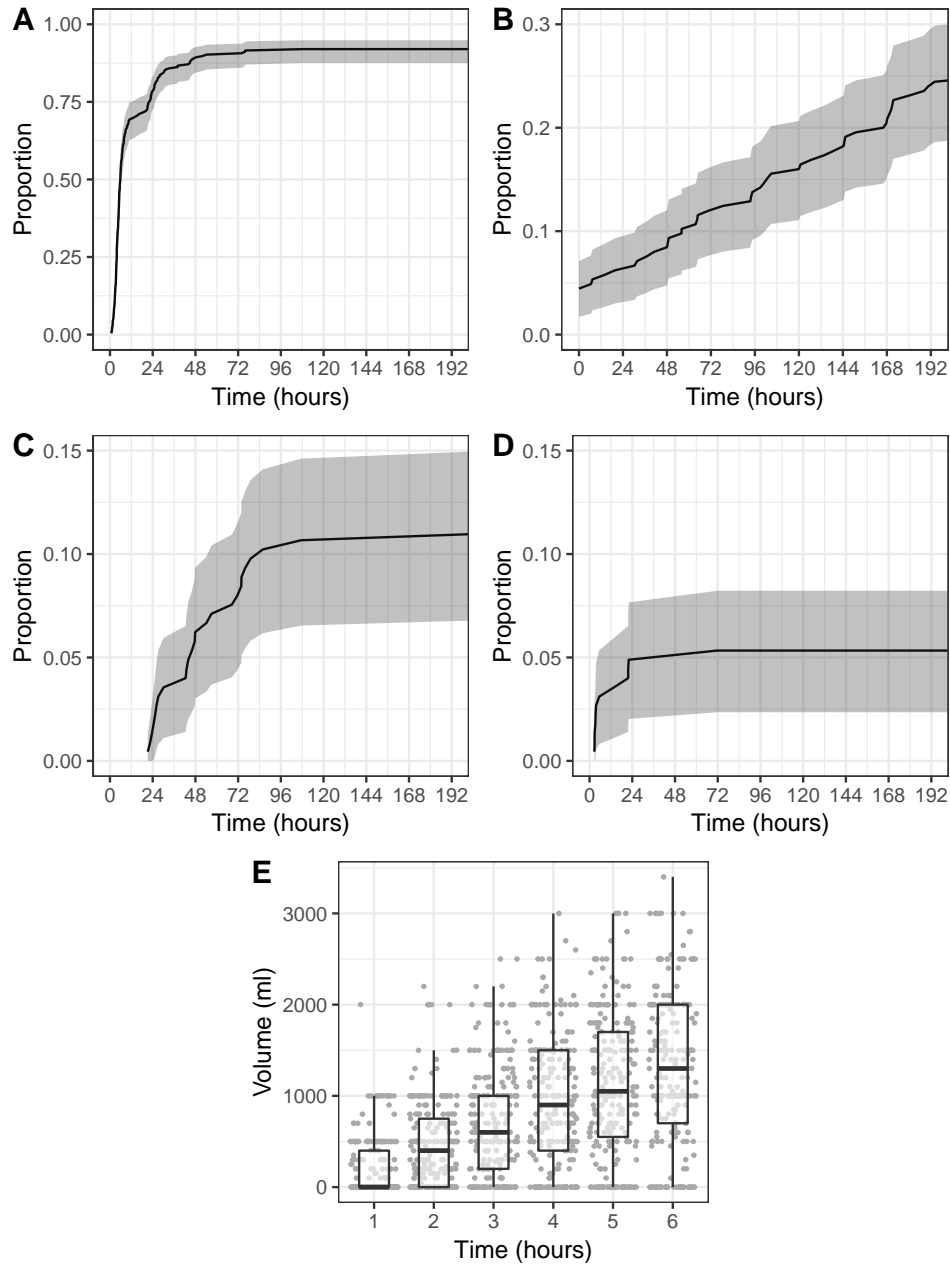 A
1.00
0.75
0.50
0.25
0.00
Proportion
0 24 48 72 96 120 144 168 192
Time (hours)
B
0.3
0.2
0.1
0.0
Proportion
0 24 48 72 96 120 144 168 192
Time (hours)
C
0.15
0.10
0.05
0.00
Proportion
0 24 48 72 96 120 144 168 192
Time (hours)
D
0.15
0.10
0.05
0.00
Proportion
0 24 48 72 96 120 144 168 192
Time (hours)
E
3000
2000
1000
0
Volume (ml)
1 2 3 4 5 6
Time (hours)